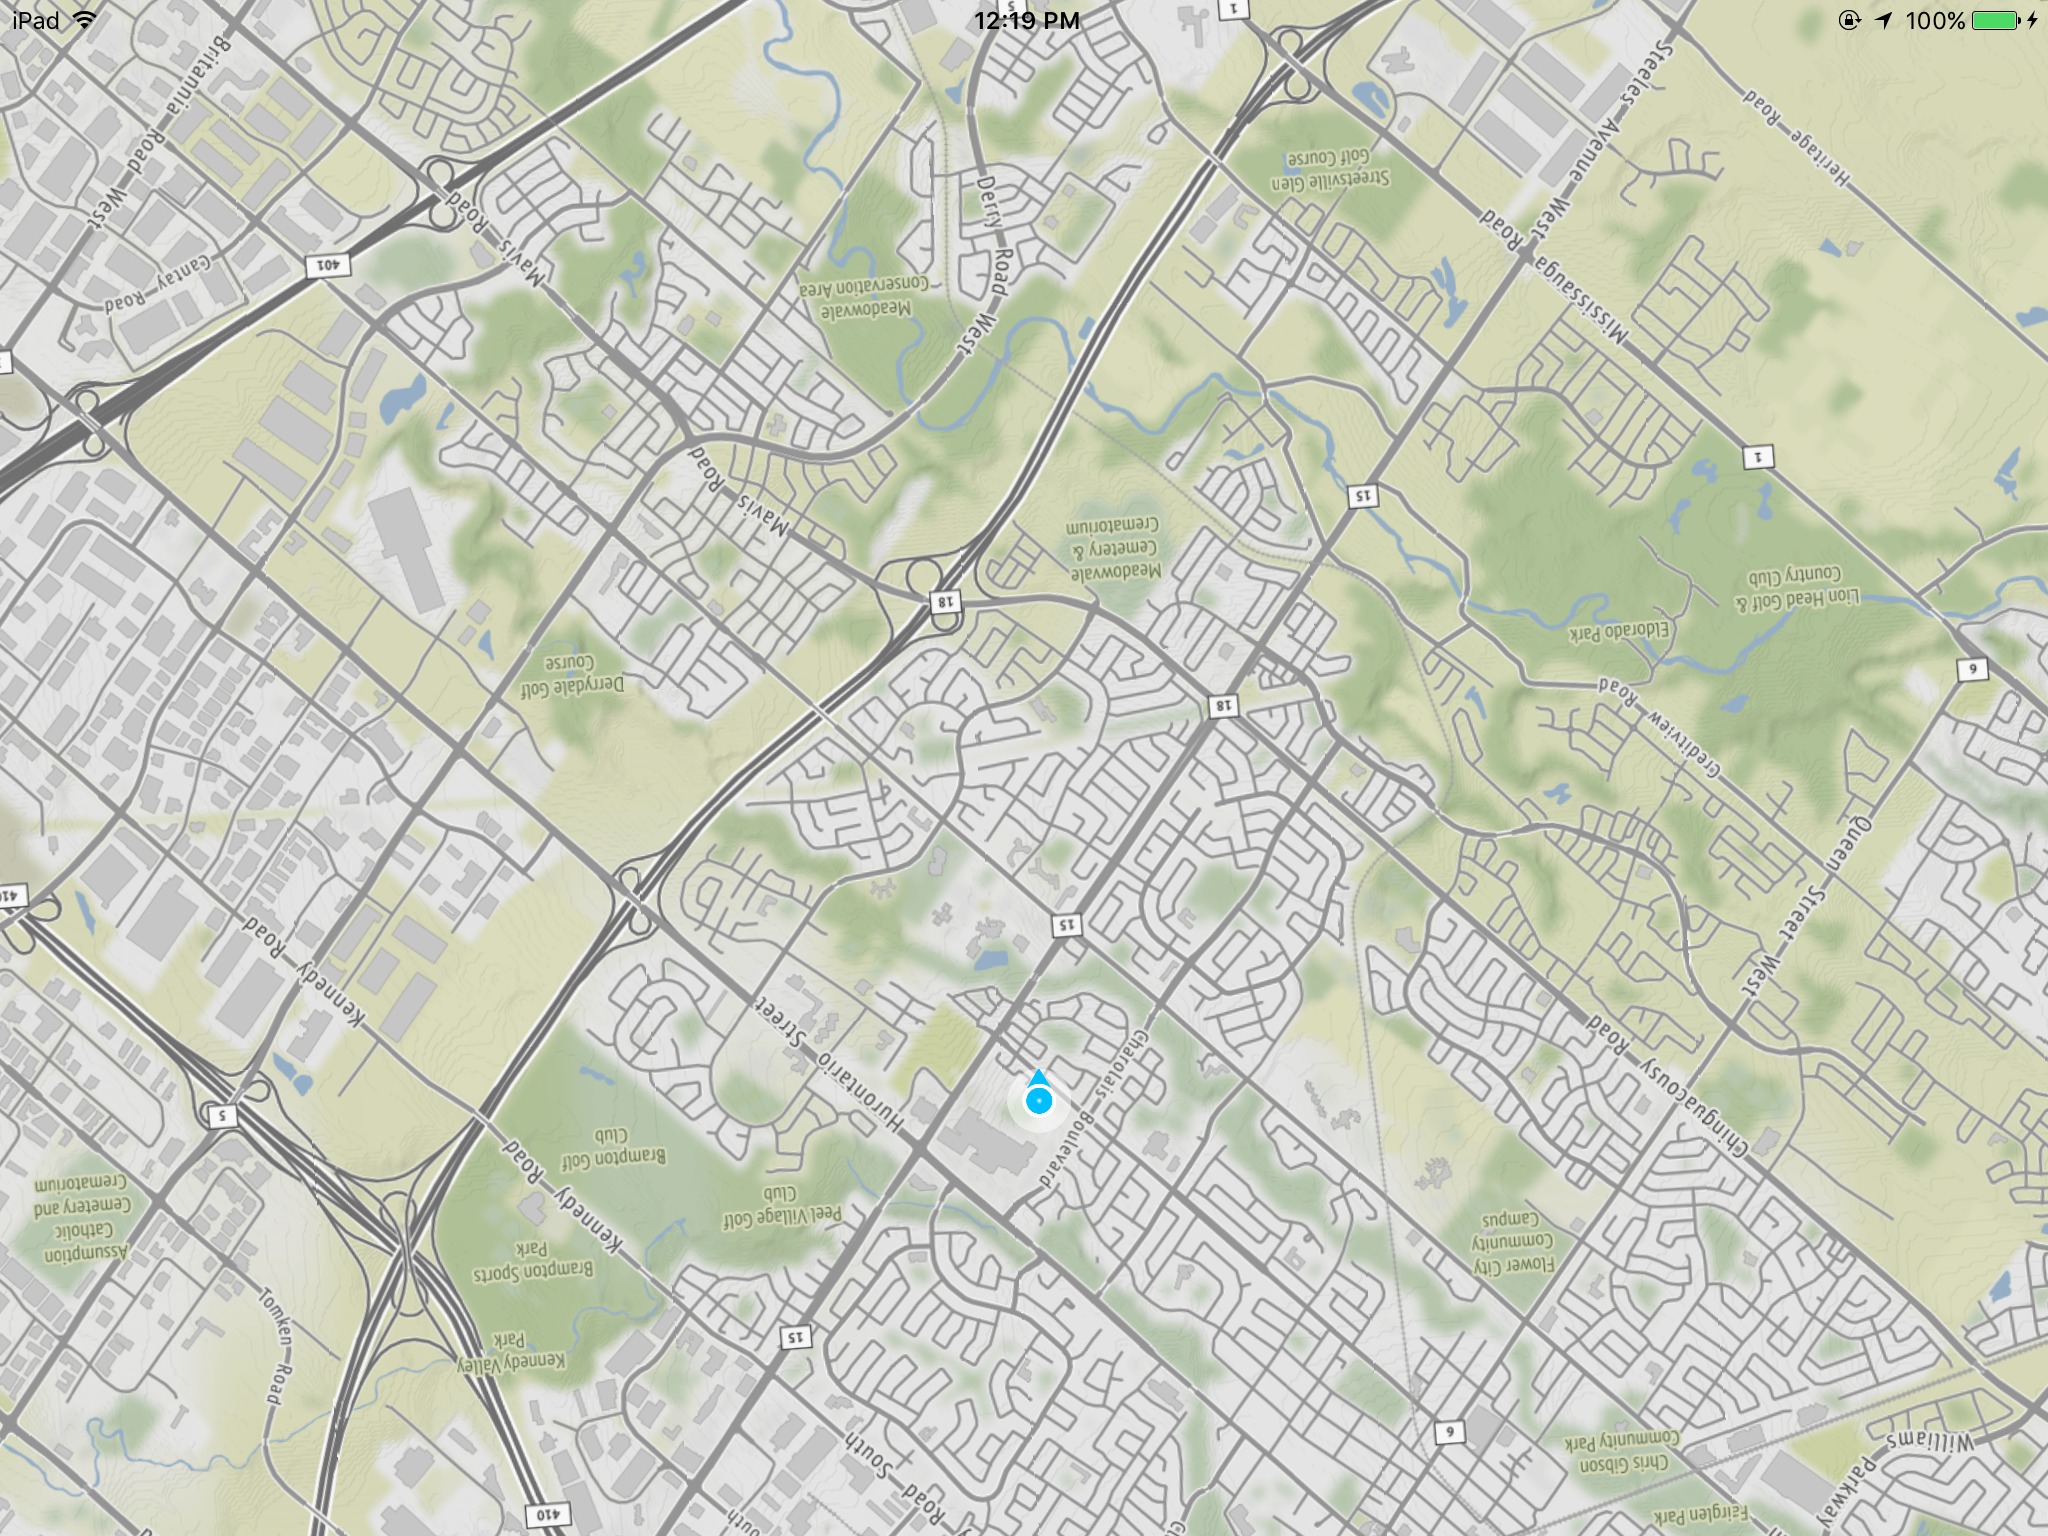 iPad
12:19 PM
100%
5
1
Britannia Road West
Steeles Avenue West
Heritage Road
Streetsville Glen
Golf Course
Derry Road West
Mavis Road
Mississauga Road
Cantay Road
401
Meadowvale
Conservation Area
1
15
Mavis Road
Meadowvale
Cemetery &
Crematorium
18
Lion Head Golf &
Country Club
Eldorado Park
6
Derrydale Golf
Course
18
Creditview Road
Queen Street West
410
15
Kennedy Road
Hurontario Street
Charolais Boulevard
Chinguacousy Road
5
Brampton Golf
Club
Kennedy Road
Peel Village Golf
Club
Assumption
Catholic
Cemetery and
Crematorium
Brampton Sports
Park
Flower City
Community
Campus
Tomken Road
Kennedy Valley
Park
15
South Road
6
Chris Gibson
Community Park
Williams
Parkway
Fairglen Park
410